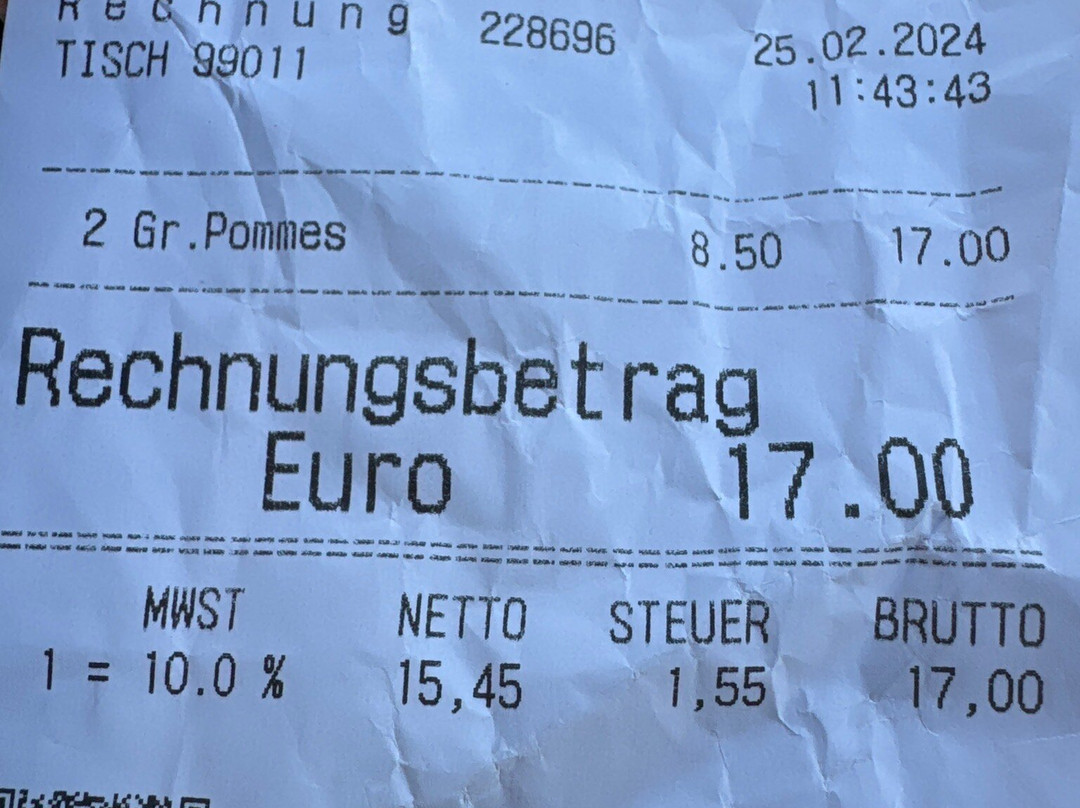 Rechnung 228696 25.02.2024
TISCH 99011 11:43:43
2 Gr.Pommes 8.50 17.00
Rechnungsbetrag
Euro 17.00
MWST NETTO STEUER BRUTTO
1 = 10.0 % 15,45 1,55 17,00